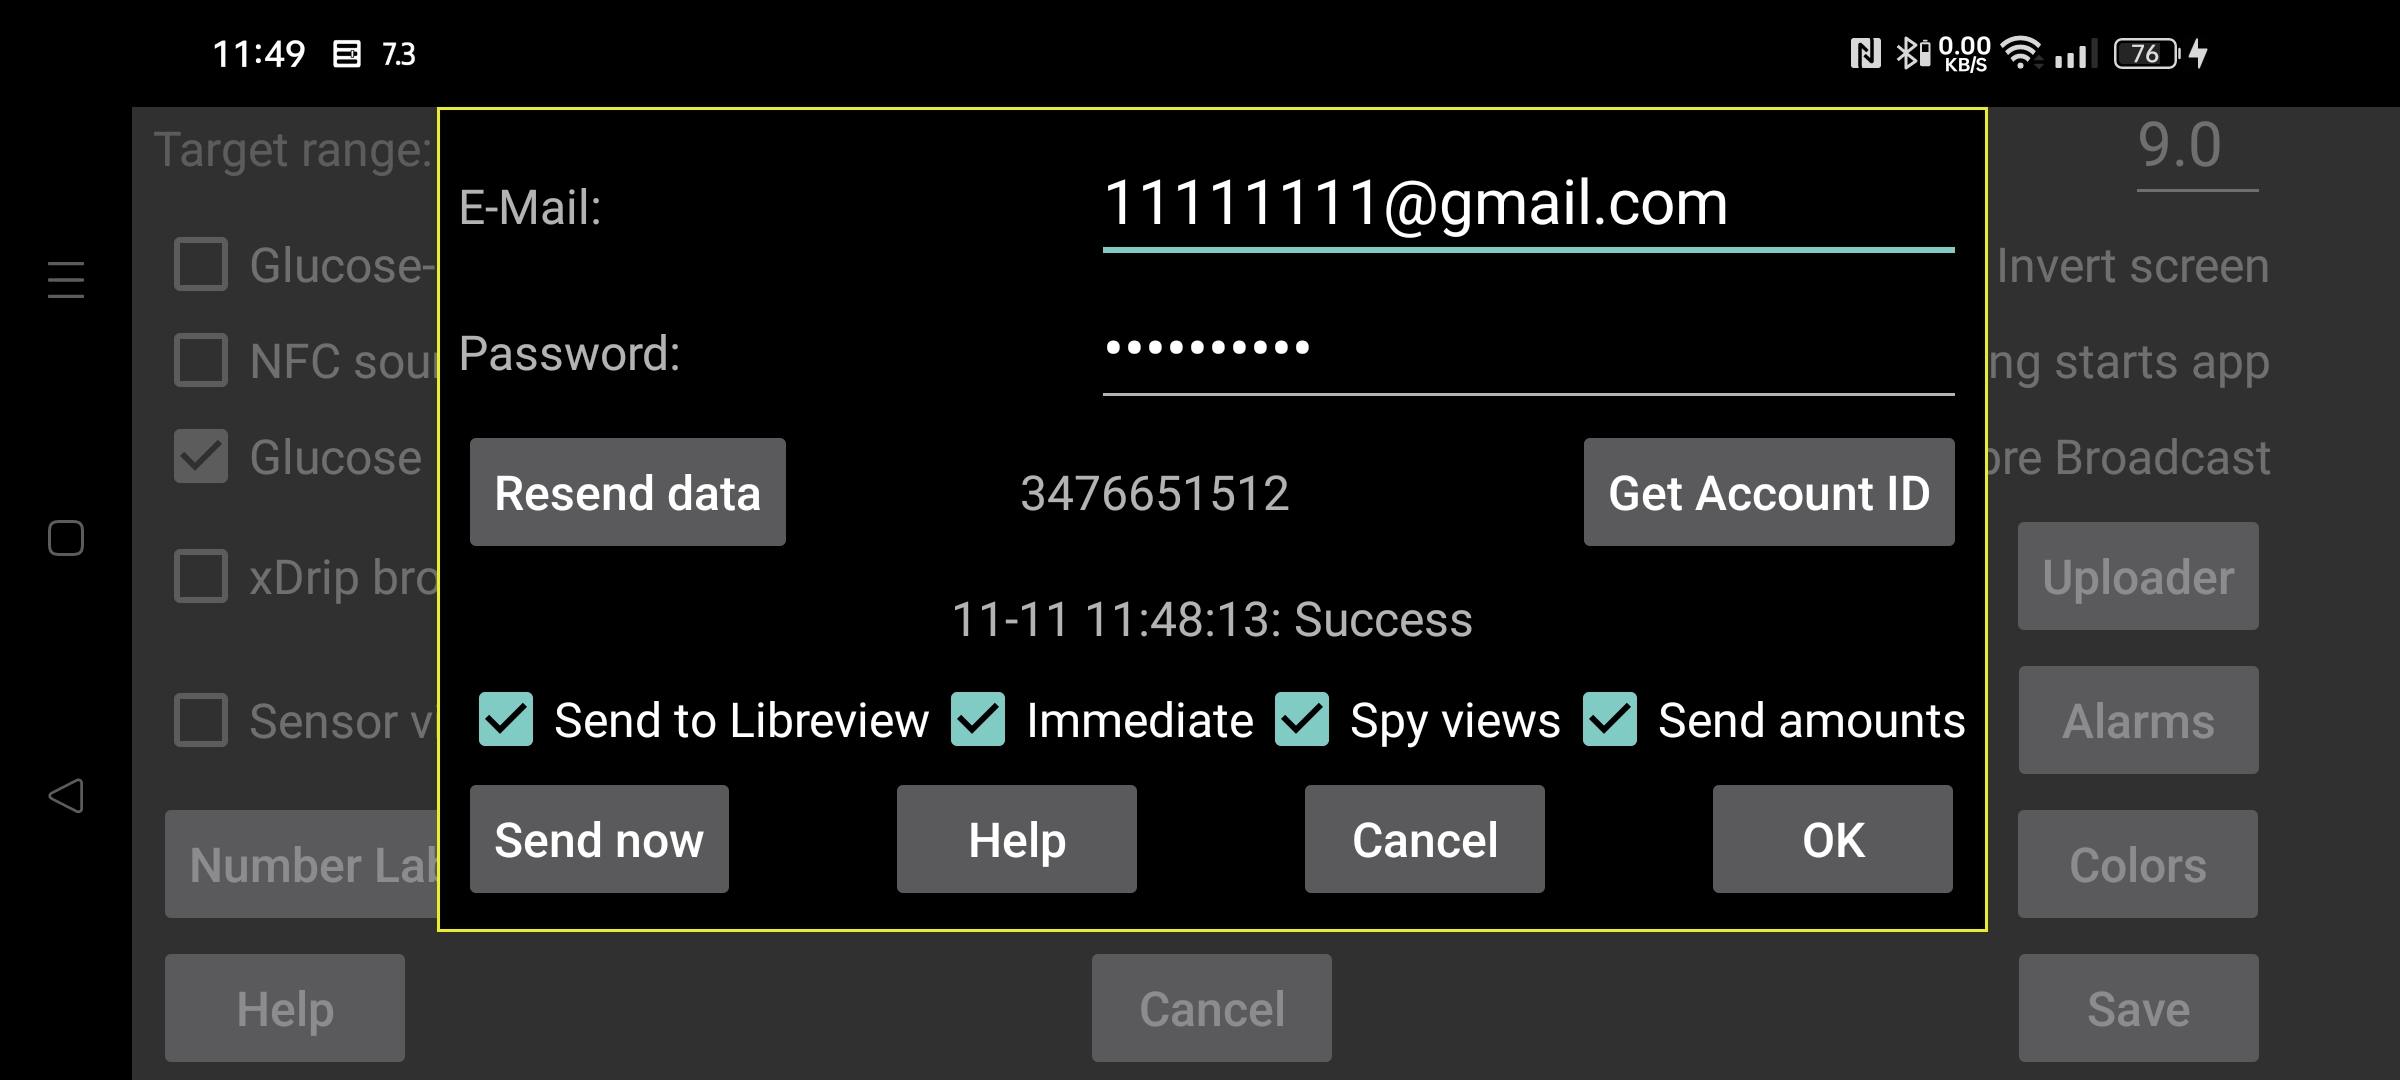 11:49 7.3 0.00 KB/S 76
Target range: 9.0
E-Mail: 11111111@gmail.com
Glucose- Invert screen
Password: ••••••••••
NFC sour ng starts app
Glucose re Broadcast
Resend data 3476651512 Get Account ID
xDrip bro Uploader
11-11 11:48:13: Success
Sensor vi Alarms
Send to Libreview Immediate Spy views Send amounts
Send now Help Cancel OK
Number Lab Colors
Help Cancel Save